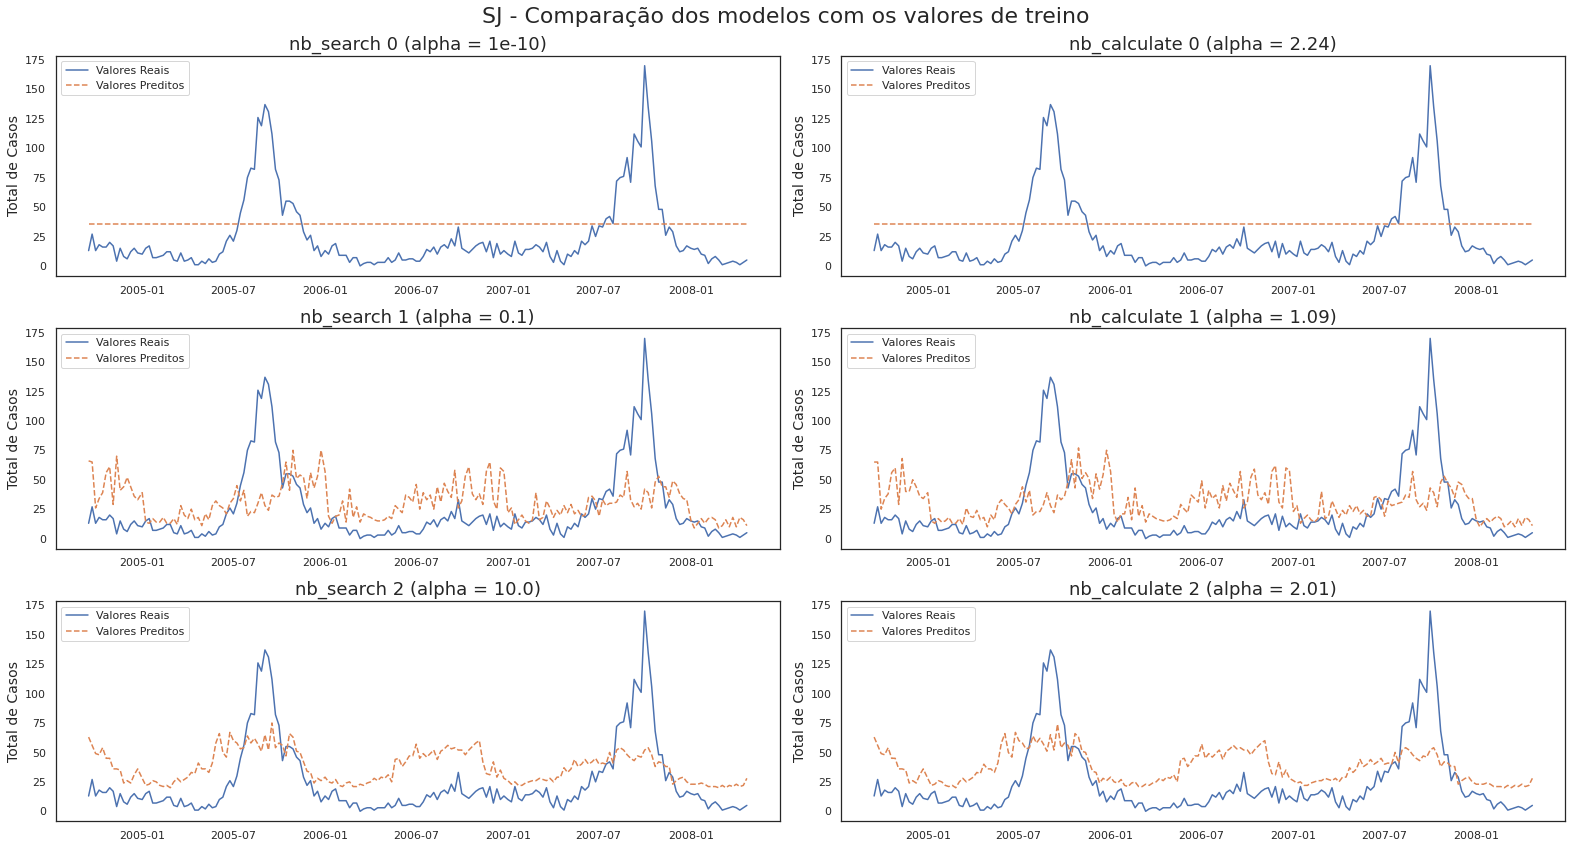 SJ - Comparação dos modelos com os valores de treino
nb_search 0 (alpha = 1e-10)
Total de Casos
175
150
125
100
75
50
25
0
Valores Reais
Valores Preditos
2005-01 2005-07 2006-01 2006-07 2007-01 2007-07 2008-01
nb_calculate 0 (alpha = 2.24)
Total de Casos
175
150
125
100
75
50
25
0
Valores Reais
Valores Preditos
2005-01 2005-07 2006-01 2006-07 2007-01 2007-07 2008-01
nb_search 1 (alpha = 0.1)
Total de Casos
175
150
125
100
75
50
25
0
Valores Reais
Valores Preditos
2005-01 2005-07 2006-01 2006-07 2007-01 2007-07 2008-01
nb_calculate 1 (alpha = 1.09)
Total de Casos
175
150
125
100
75
50
25
0
Valores Reais
Valores Preditos
2005-01 2005-07 2006-01 2006-07 2007-01 2007-07 2008-01
nb_search 2 (alpha = 10.0)
Total de Casos
175
150
125
100
75
50
25
0
Valores Reais
Valores Preditos
2005-01 2005-07 2006-01 2006-07 2007-01 2007-07 2008-01
nb_calculate 2 (alpha = 2.01)
Total de Casos
175
150
125
100
75
50
25
0
Valores Reais
Valores Preditos
2005-01 2005-07 2006-01 2006-07 2007-01 2007-07 2008-01